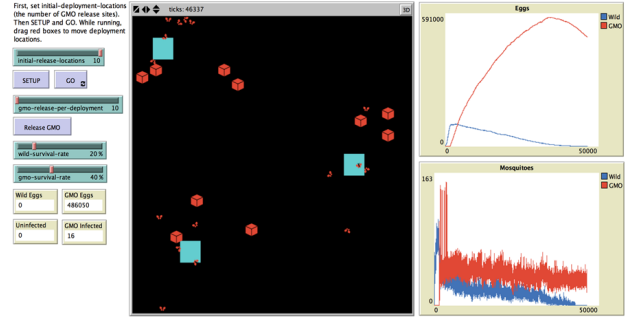 First, set initial-deployment-locations
(the number of GMO release sites).
Then SETUP and GO. While running,
drag red boxes to move deployment
locations.
initial-release-locations 10
SETUP
GO
gmo-release-per-deployment 10
Release GMO
wild-survival-rate 20 %
gmo-survival-rate 40 %
Wild Eggs
0
GMO Eggs
486050
Uninfected
0
GMO Infected
16
ticks: 46337
3D
Eggs
591000
0
0
50000
Wild
GMO
Mosquitoes
163
0
0
50000
Wild
GMO